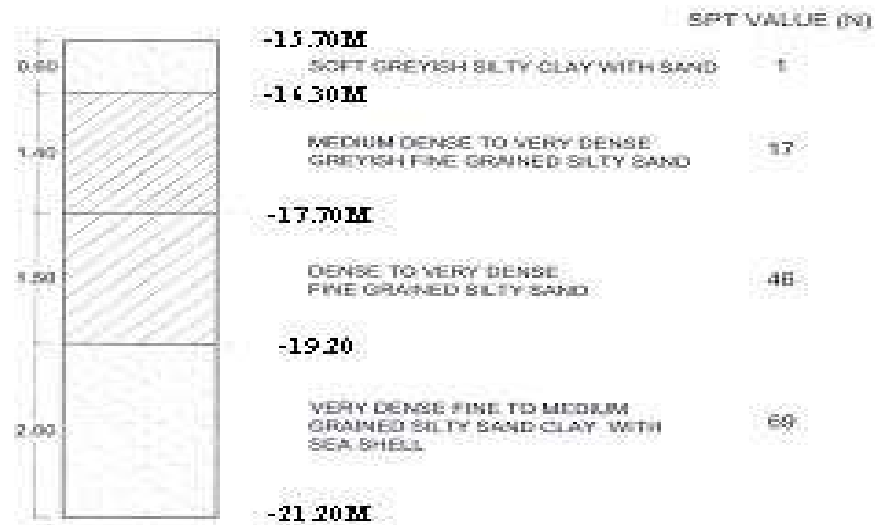 SPT VALUE (N)
-15.70M
0.60
SOFT GREYISH SILTY CLAY WITH SAND
1
-16.30M
1.40
MEDIUM DENSE TO VERY DENSE
GREYISH FINE GRAINED SILTY SAND
17
-17.70M
1.50
DENSE TO VERY DENSE
FINE GRAINED SILTY SAND
-19.20
2.00
VERY DENSE FINE TO MEDIUM
GRAINED SILTY SAND CLAY WITH
SEA SHELL
69
-21.20M